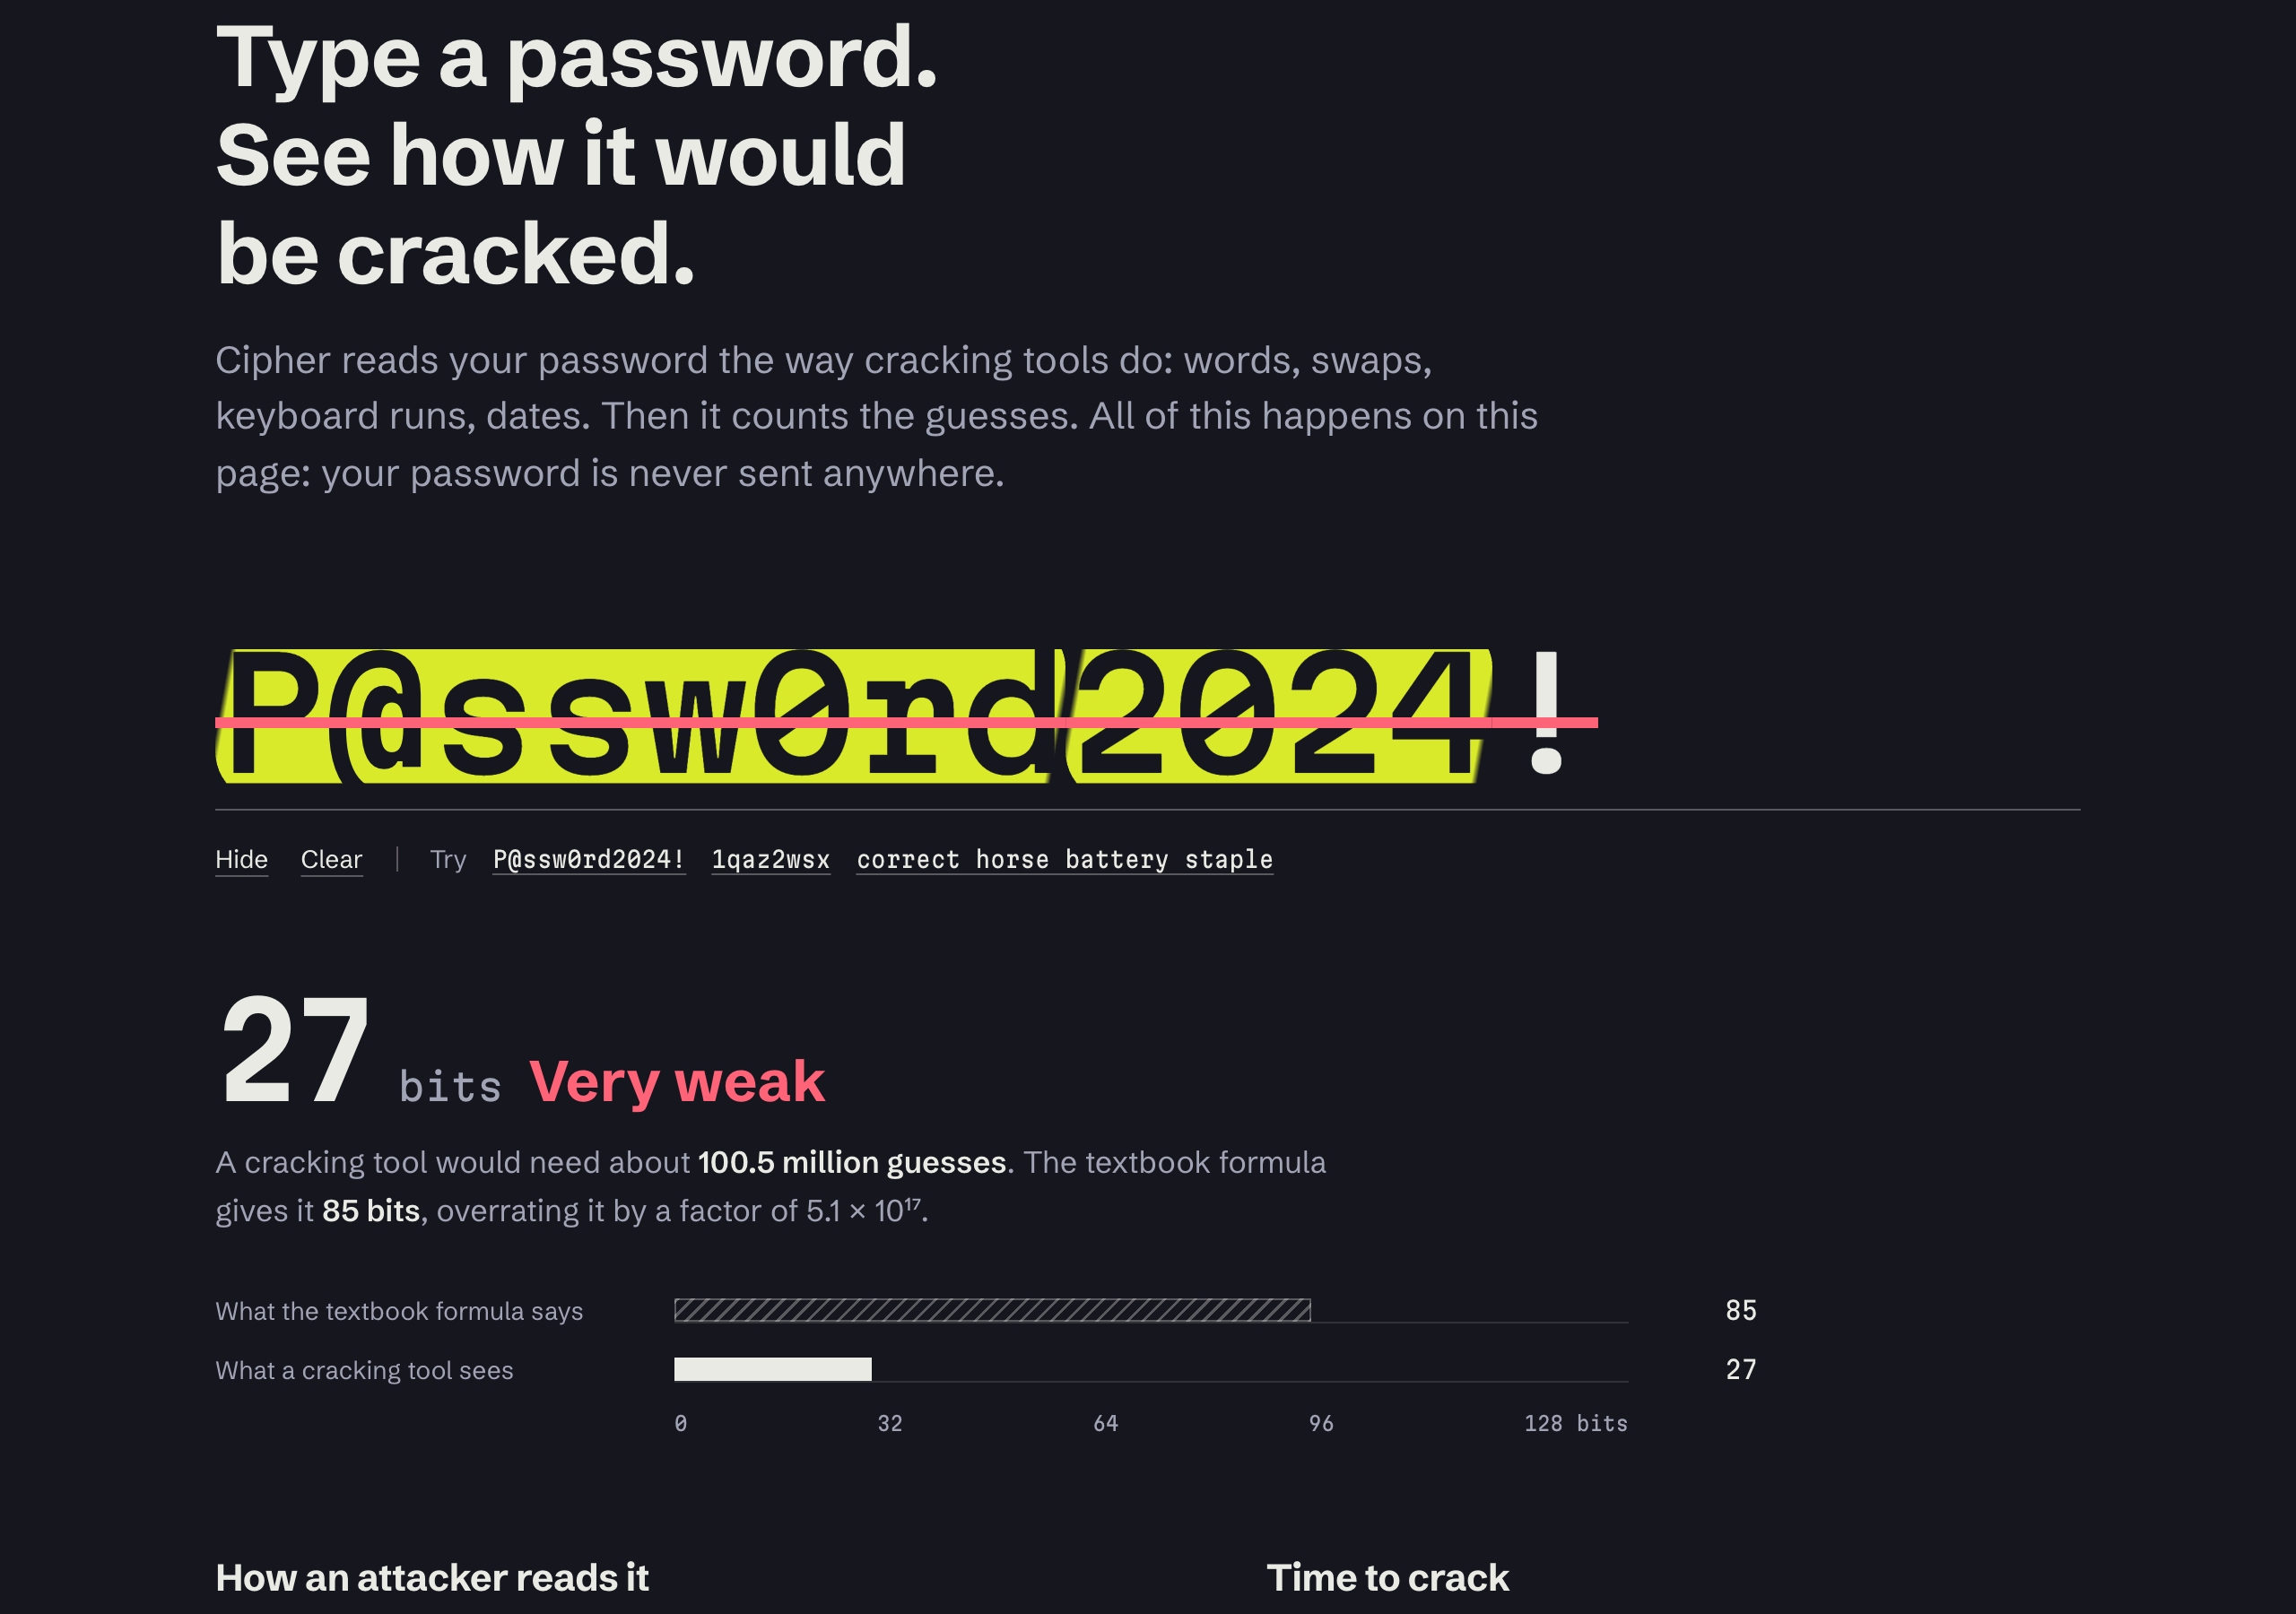 Type a password.
See how it would
be cracked.
Cipher reads your password the way cracking tools do: words, swaps,
keyboard runs, dates. Then it counts the guesses. All of this happens on this
page: your password is never sent anywhere.
P@ssw0rd2024!
Hide Clear | Try P@ssw0rd2024! 1qaz2wsx correct horse battery staple
27 bits Very weak
A cracking tool would need about 100.5 million guesses. The textbook formula
gives it 85 bits, overrating it by a factor of 5.1 × 10¹⁷.
What the textbook formula says 85
What a cracking tool sees 27
0 32 64 96 128 bits
How an attacker reads it Time to crack